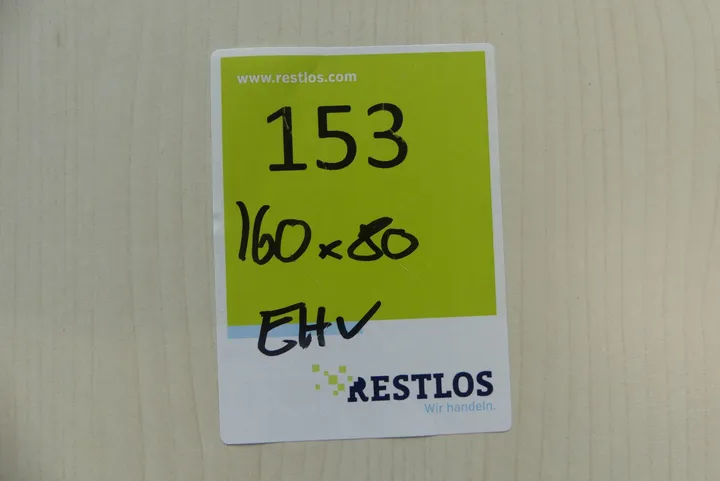 www.restlos.com
153
160x80
EHV
RESTLOS
Wir handeln.